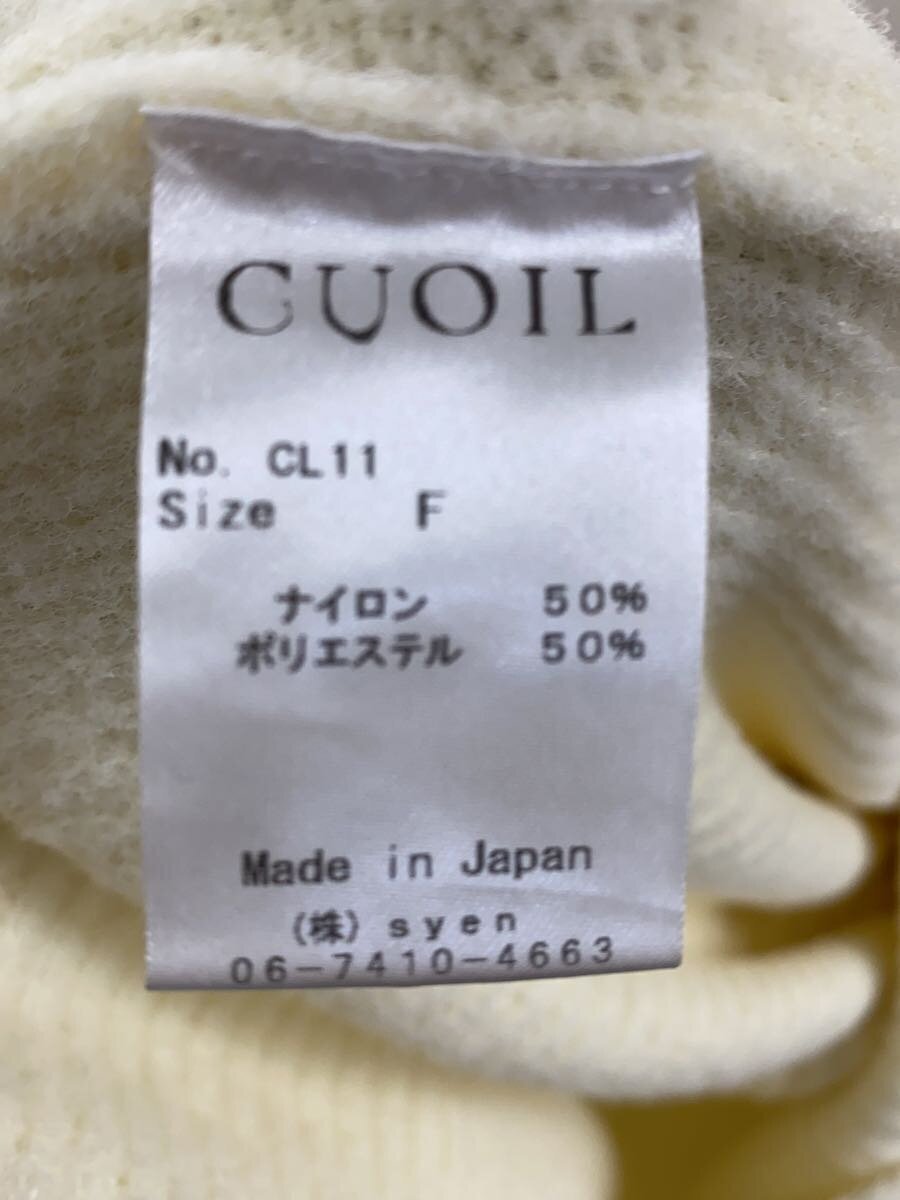 CUOIL
No. CL11
Size F
ナイロン 50%
ポリエステル 50%
Made in Japan
(株) syen
06-7410-4663